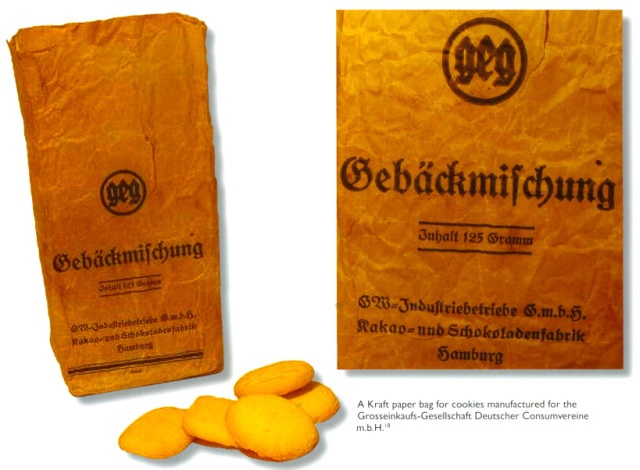 geg
Gebäckmischung
Inhalt 125 Gramm
GW=Industriebetriebe G.m.b.H.
Kakao= und Schokoladenfabrik
Hamburg
geg
Gebäckmischung
Inhalt 125 Gramm
GW=Industriebetriebe G.m.b.H.
Kakao= und Schokoladenfabrik
Hamburg
A Kraft paper bag for cookies manufactured for the
Grosseinkaufs-Gesellschaft Deutscher Consumvereine
m.b.H.¹⁸